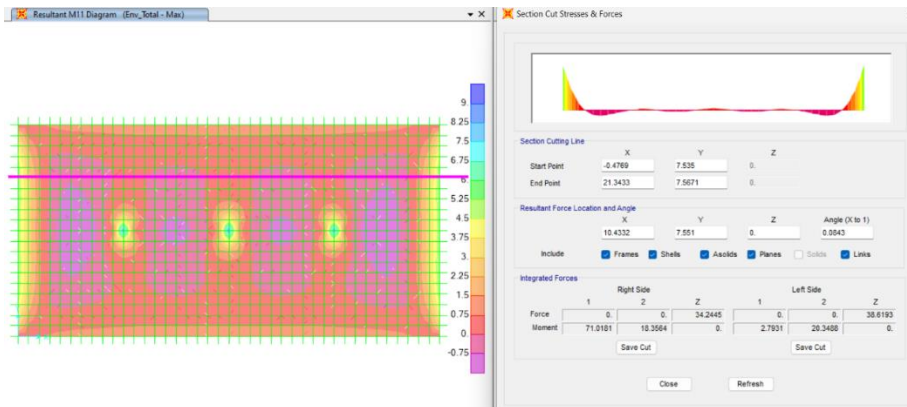 Resultant M11 Diagram (Env_Total - Max)
9.
8.25
7.5
6.75
6.
5.25
4.5
3.75
3.
2.25
1.5
0.75
0.
-0.75
Section Cut Stresses & Forces
Section Cutting Line
X Y Z
Start Point -0.4769 7.535 0.
End Point 21.3433 7.5671 0.
Resultant Force Location and Angle
X Y Z Angle (X to 1)
10.4332 7.551 0. 0.0843
Include Frames Shells Asolids Planes Solids Links
Integrated Forces
Right Side Left Side
1 2 Z 1 2 Z
Force 0. 0. 34.2445 0. 0. 38.6193
Moment 71.0181 18.3564 0. 2.7931 20.3488 0.
Save Cut Save Cut
Close Refresh